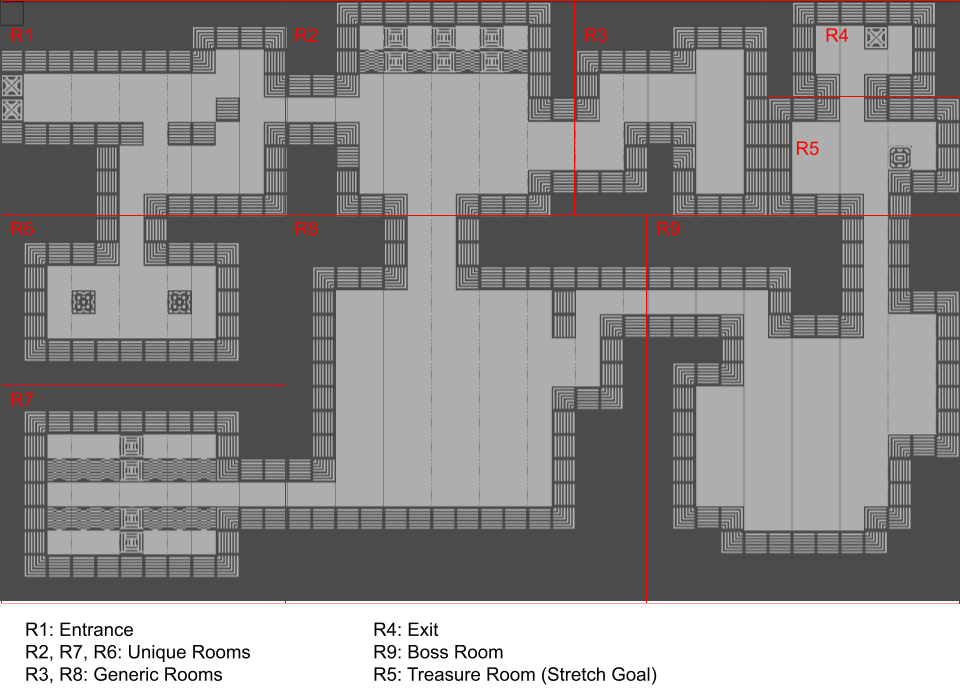 R1
R2
R3
R4
R5
R6
R8
R9
R7
R1: Entrance
R2, R7, R6: Unique Rooms
R3, R8: Generic Rooms
R4: Exit
R9: Boss Room
R5: Treasure Room (Stretch Goal)